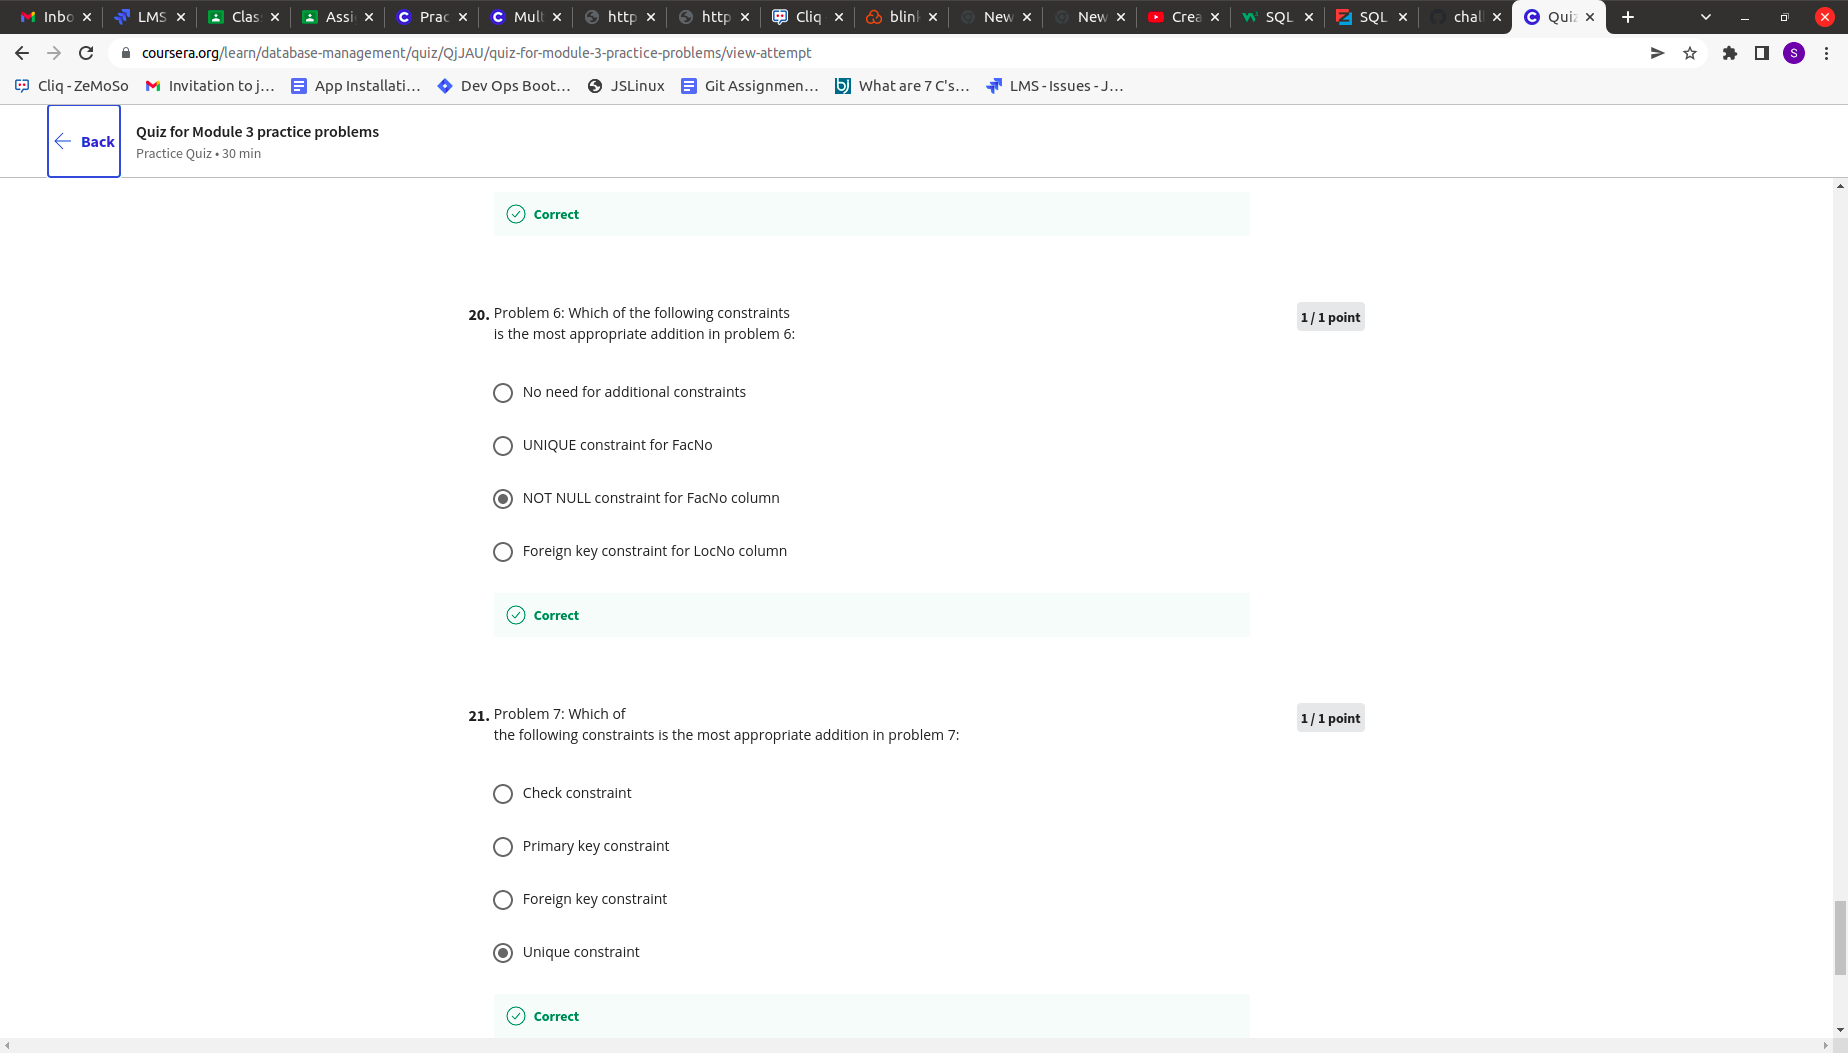 Inbo
LMS
Clas
Assi
Prac
Mult
http
http
Cliq
blink
New
New
Crea
SQL
SQL
chal
Quiz
coursera.org/learn/database-management/quiz/QjJAU/quiz-for-module-3-practice-problems/view-attempt
S
Cliq - ZeMoSo
Invitation to j...
App Installati...
Dev Ops Boot...
JSLinux
Git Assignmen...
bj
What are 7 C's...
LMS - Issues - J...
Back
Quiz for Module 3 practice problems
Practice Quiz • 30 min
Correct
20. Problem 6: Which of the following constraints
is the most appropriate addition in problem 6:
1 / 1 point
No need for additional constraints
UNIQUE constraint for FacNo
NOT NULL constraint for FacNo column
Foreign key constraint for LocNo column
Correct
21. Problem 7: Which of
the following constraints is the most appropriate addition in problem 7:
1 / 1 point
Check constraint
Primary key constraint
Foreign key constraint
Unique constraint
Correct